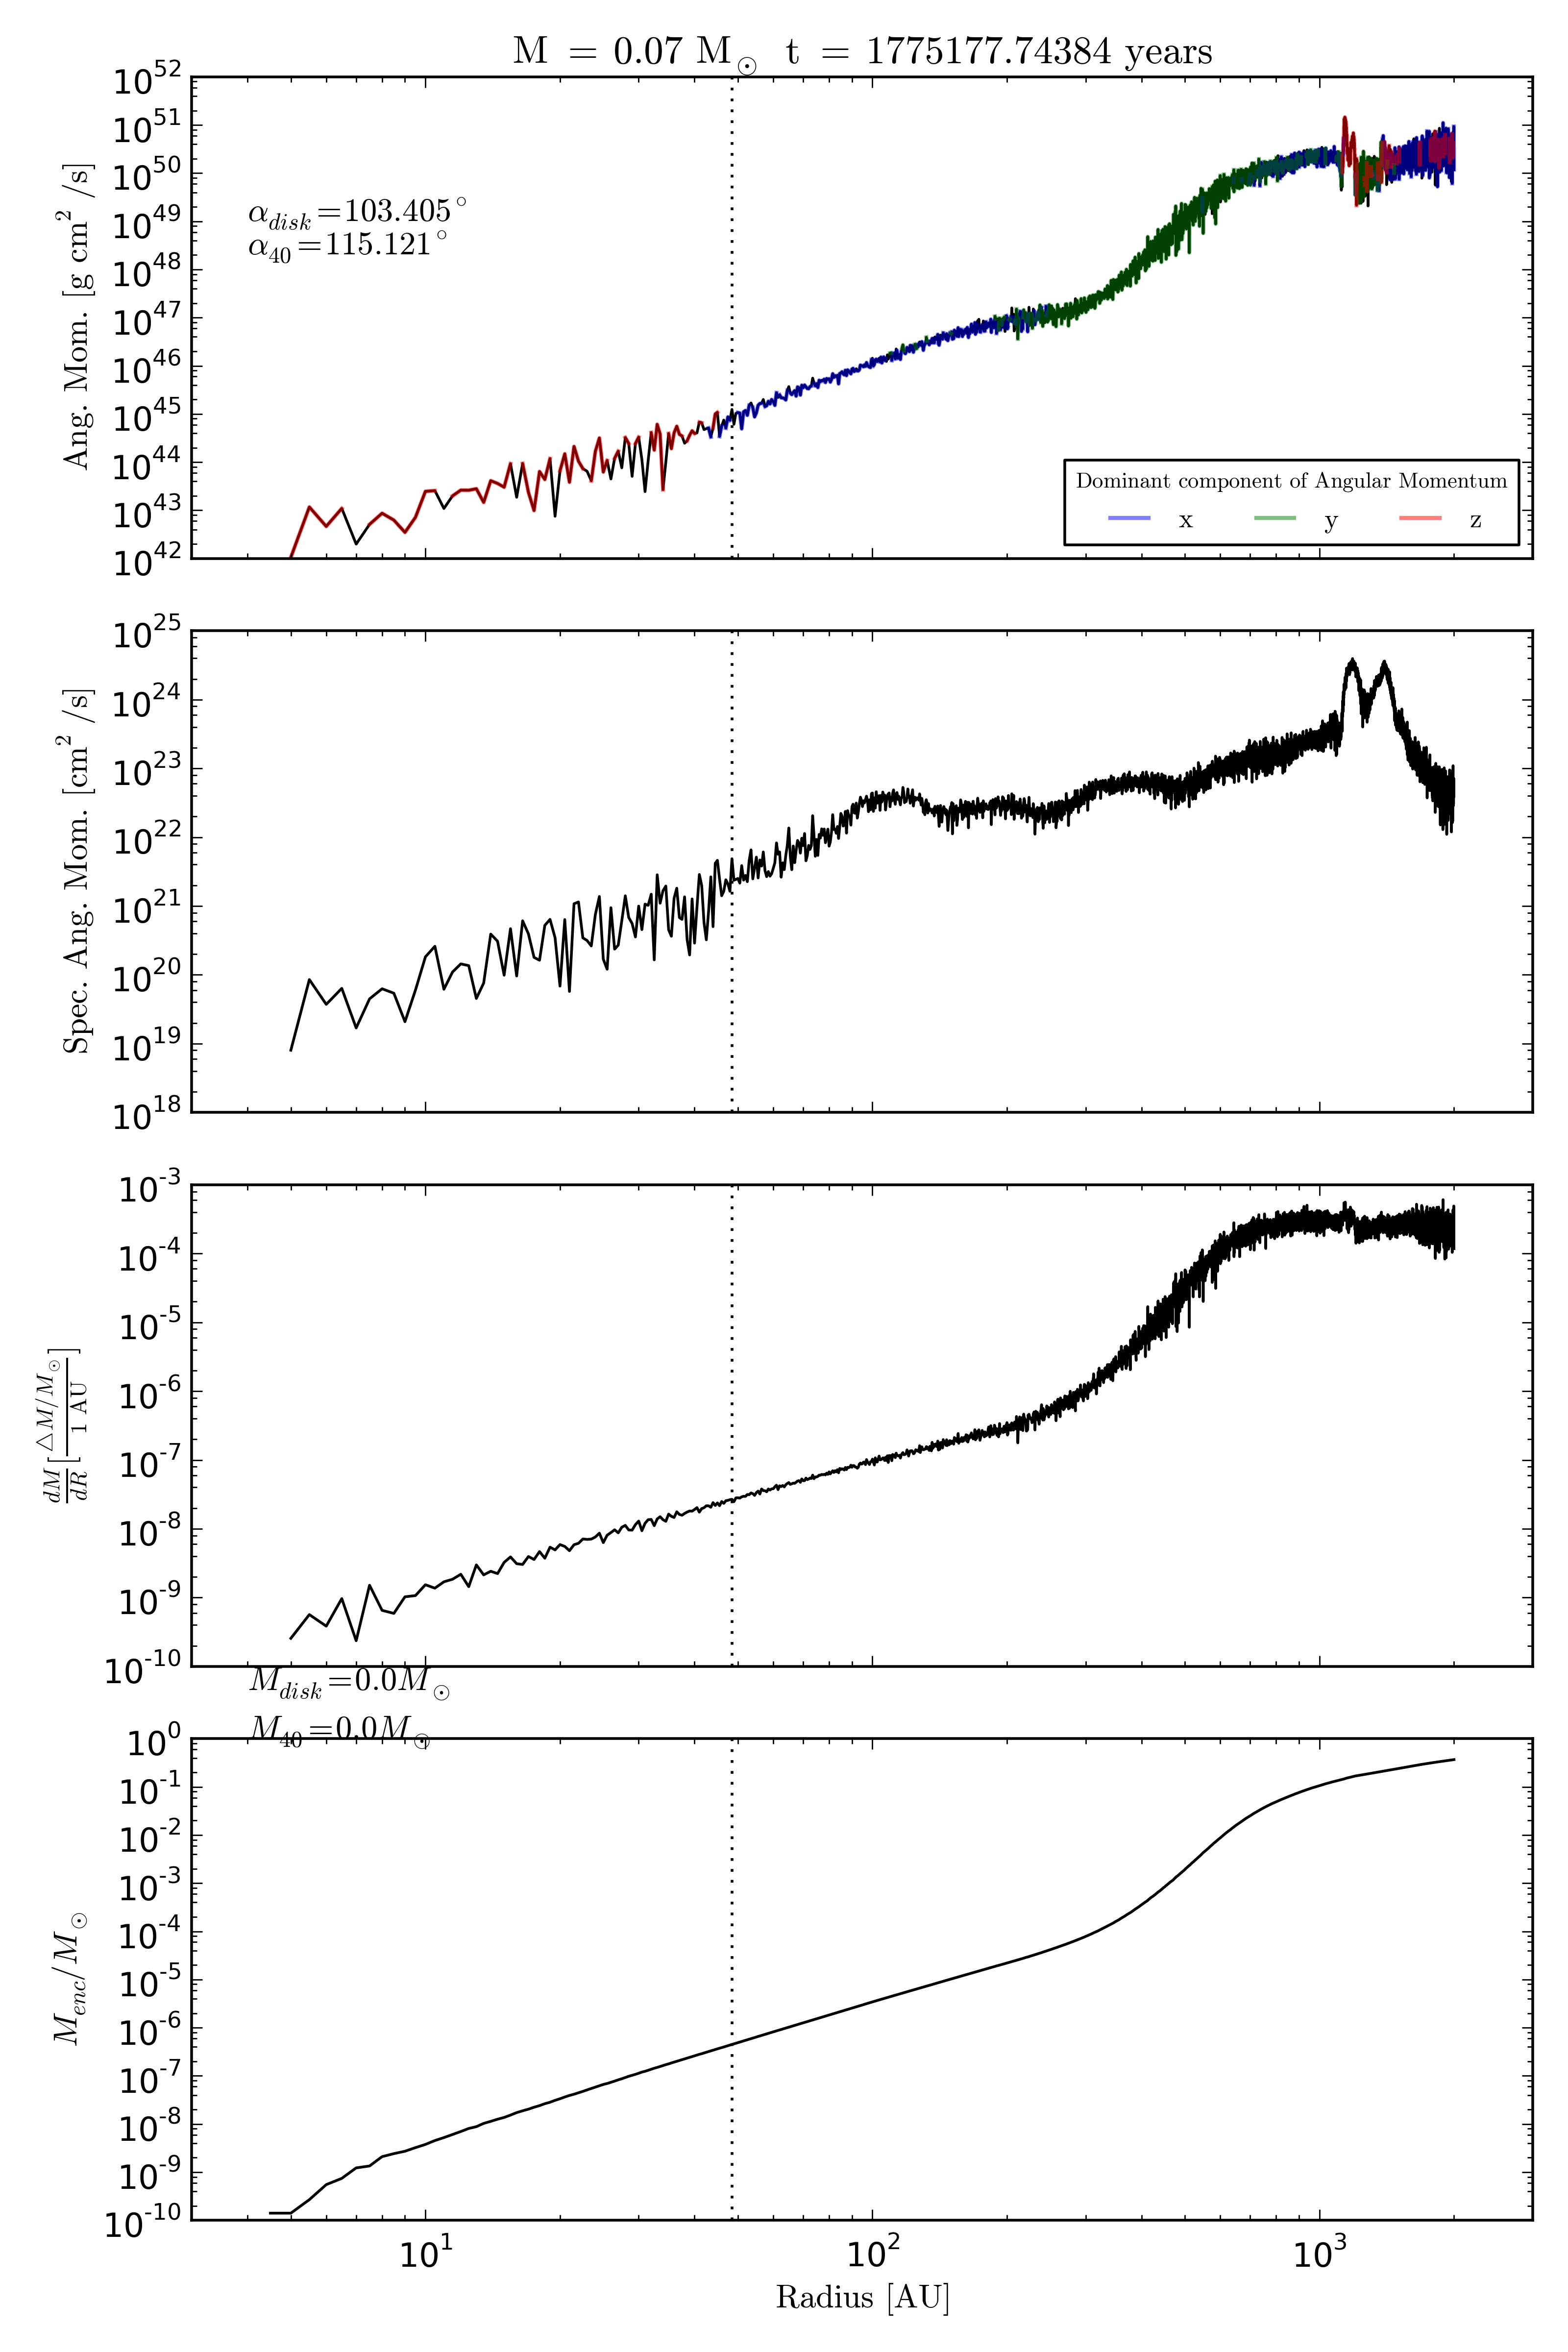 M = 0.07 M⊙ t = 1775177.74384 years
10^52
10^51
10^50
10^49
10^48
10^47
10^46
10^45
10^44
10^43
10^42
Ang. Mom. [g cm^2 /s]
α_disk=103.405°
α_40=115.121°
Dominant component of Angular Momentum
x y z
10^25
10^24
10^23
10^22
10^21
10^20
10^19
10^18
Spec. Ang. Mom. [cm^2 /s]
10^-3
10^-4
10^-5
10^-6
10^-7
10^-8
10^-9
10^-10
dM/dR [△M/M⊙ / 1 AU]
M_disk=0.0M⊙
M_40=0.0M⊙
10^0
10^-1
10^-2
10^-3
10^-4
10^-5
10^-6
10^-7
10^-8
10^-9
10^-10
M_enc/M⊙
10^1 10^2 10^3
Radius [AU]